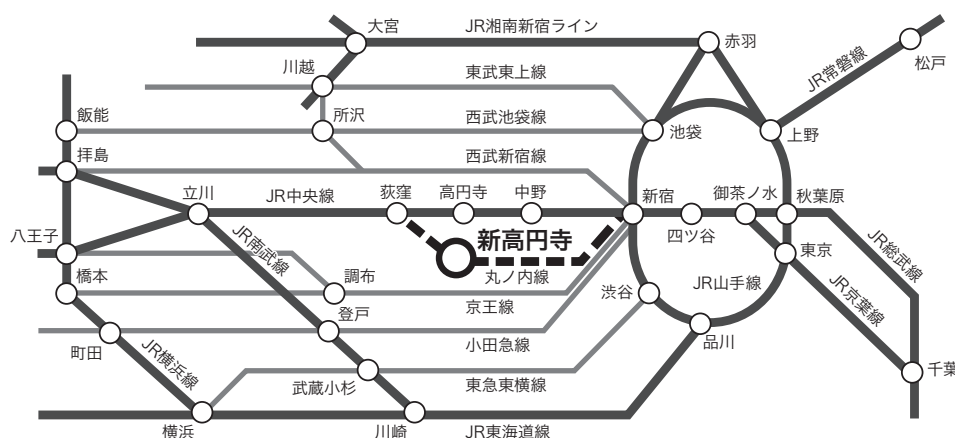 大宮
JR湘南新宿ライン
赤羽
JR常磐線
松戸
川越
東武東上線
飯能
所沢
西武池袋線
池袋
上野
拝島
西武新宿線
立川
JR中央線
荻窪
高円寺
中野
新宿
御茶ノ水
秋葉原
四ツ谷
八王子
JR南武線
新高円寺
丸ノ内線
東京
JR総武線
橋本
調布
京王線
渋谷
JR山手線
JR京葉線
登戸
小田急線
品川
町田
JR横浜線
武蔵小杉
東急東横線
千葉
横浜
川崎
JR東海道線